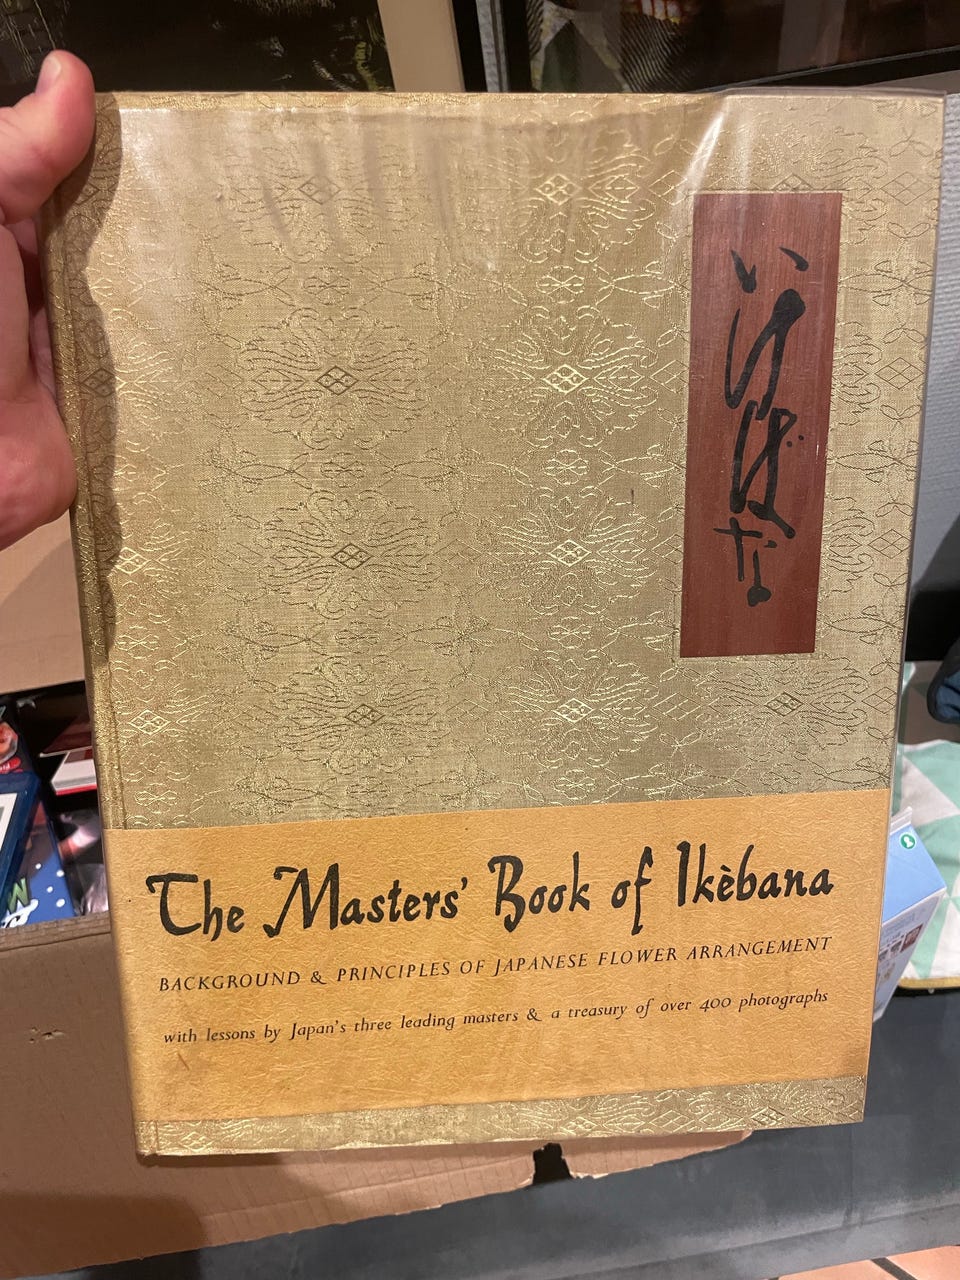 いけばな
The Masters' Book of Ikèbana
BACKGROUND & PRINCIPLES OF JAPANESE FLOWER ARRANGEMENT
with lessons by Japan's three leading masters & a treasury of over 400 photographs